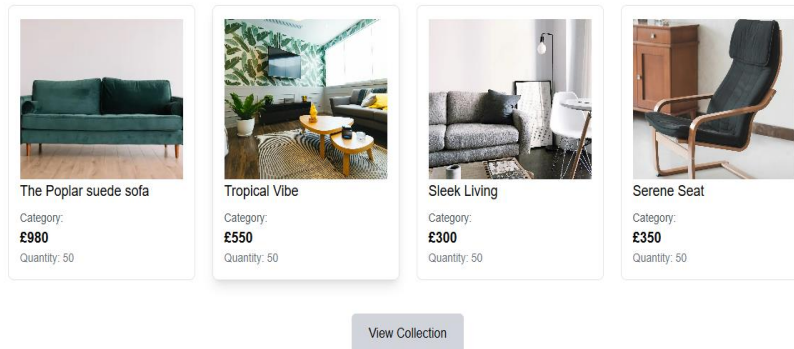 The Poplar suede sofa
Category:
£980
Quantity: 50
Tropical Vibe
Category:
£550
Quantity: 50
Sleek Living
Category:
£300
Quantity: 50
Serene Seat
Category:
£350
Quantity: 50
View Collection